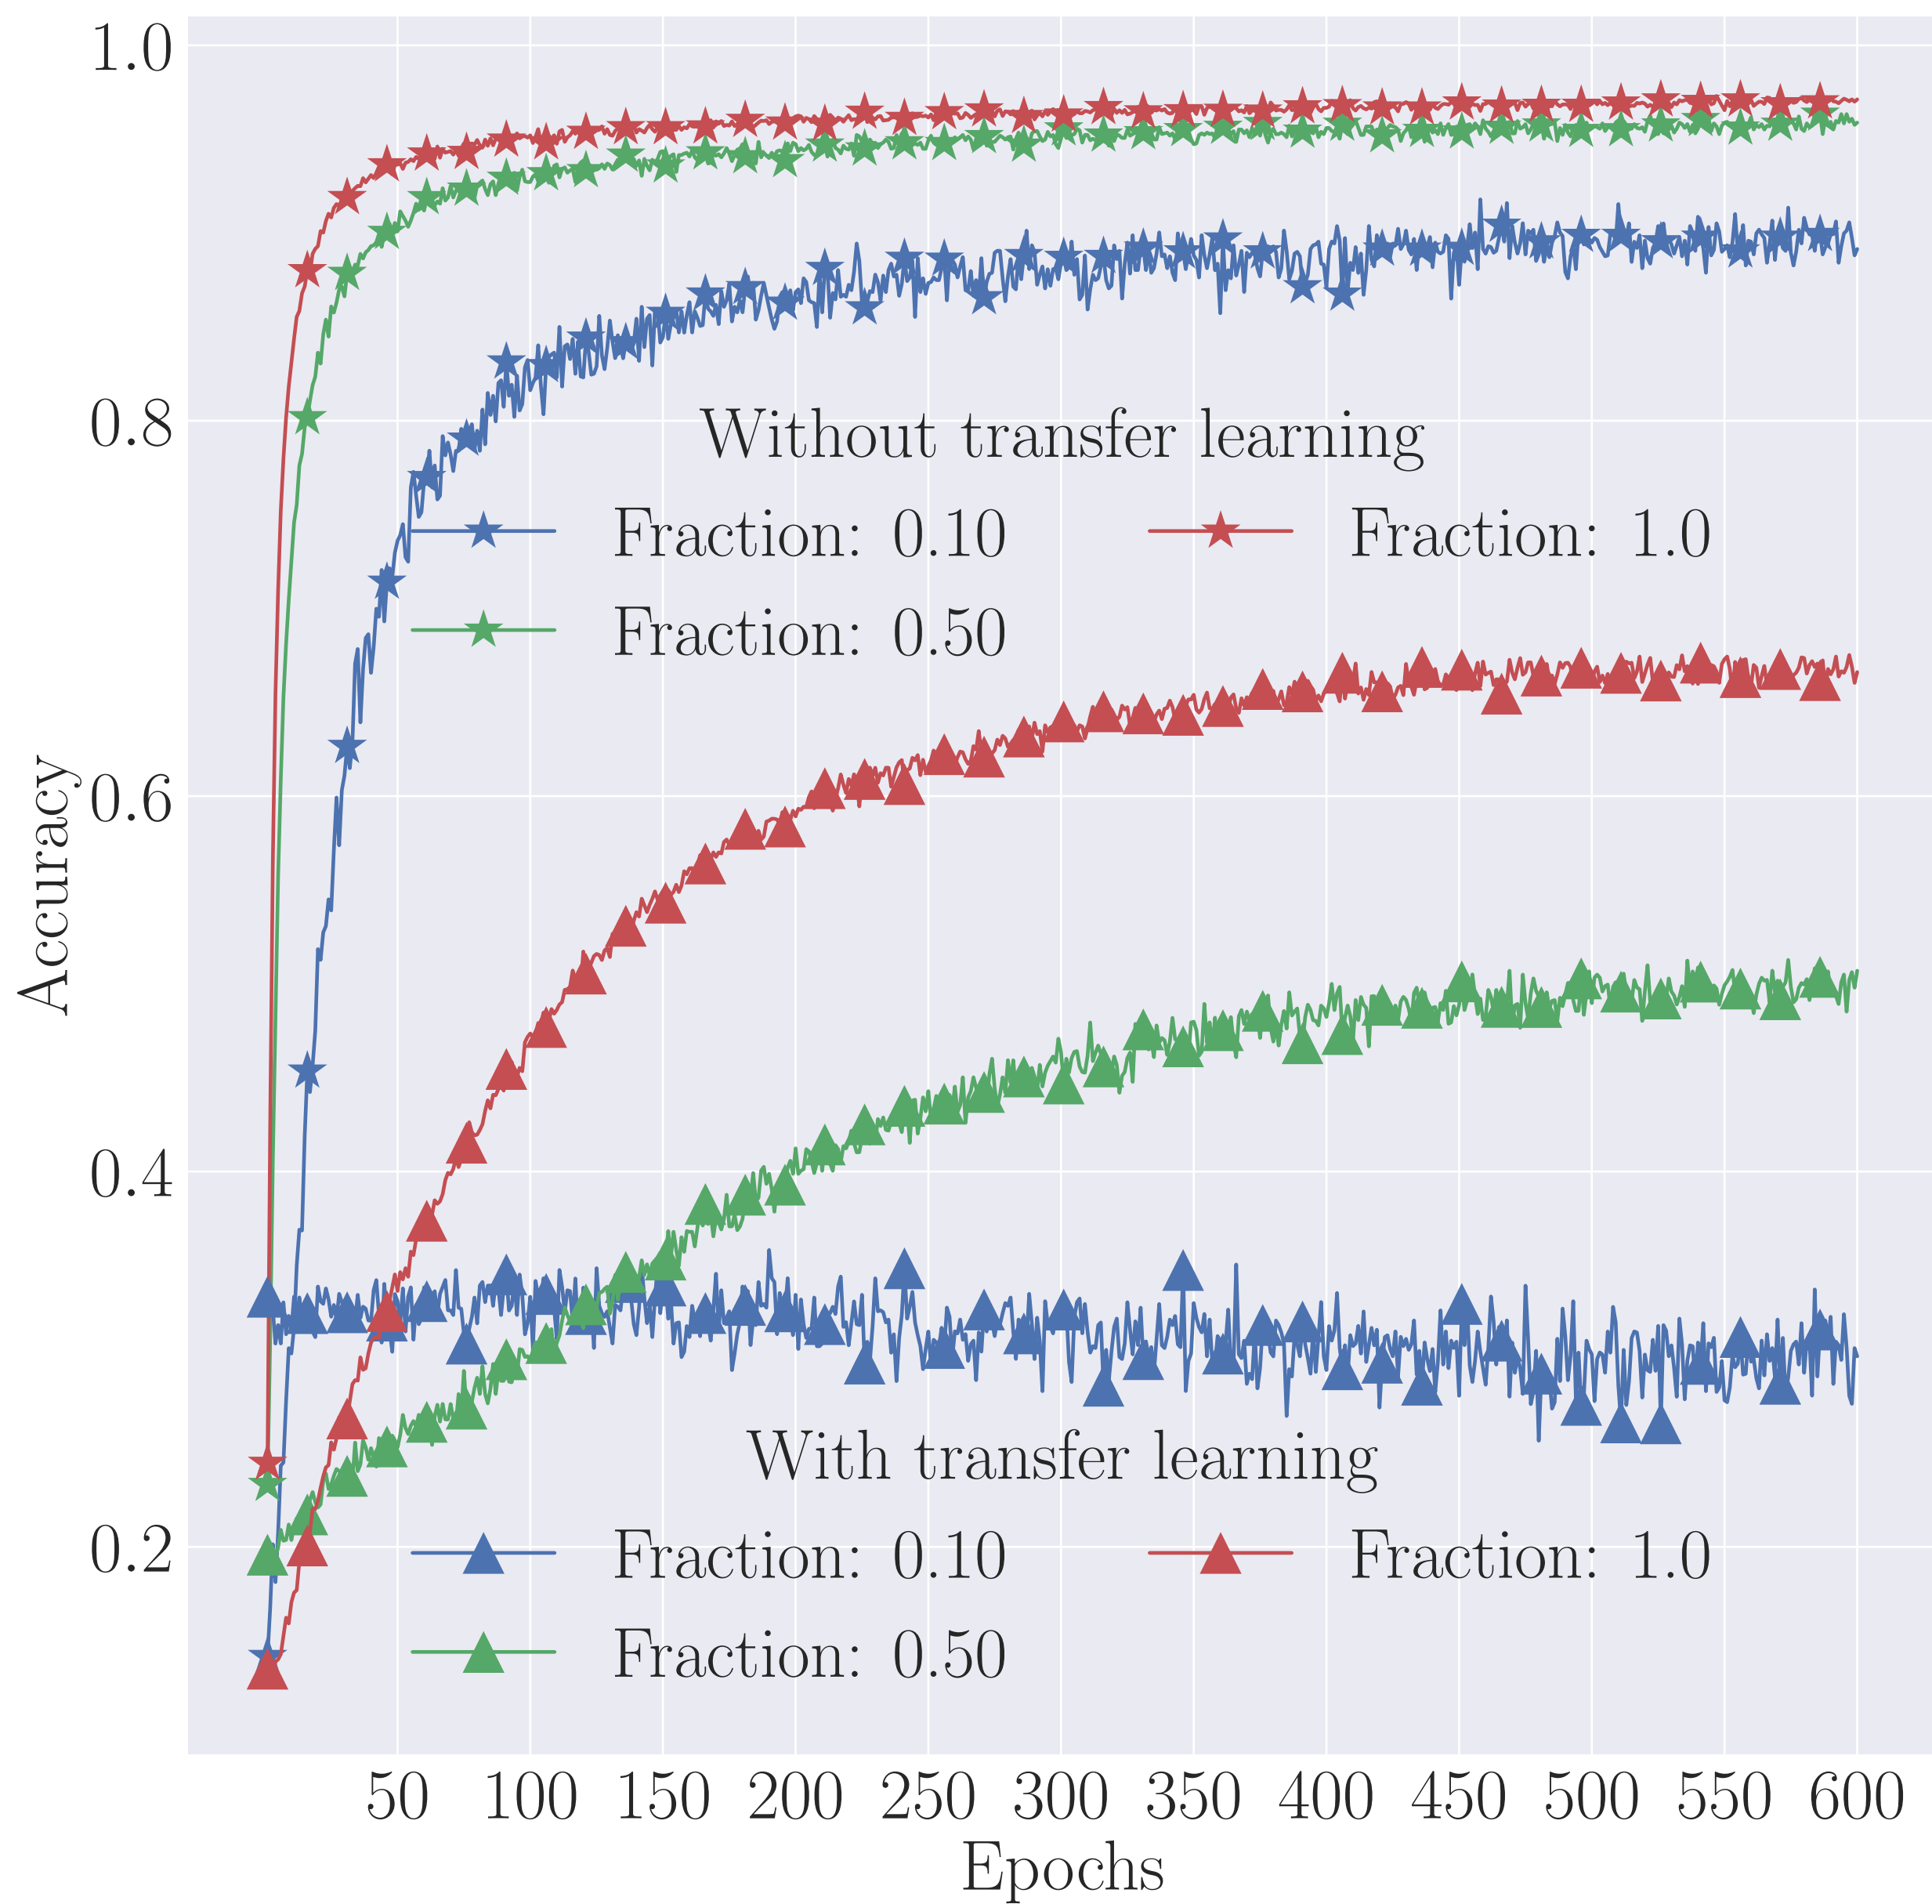 1.0
0.8
0.6
0.4
0.2
Accuracy
Without transfer learning
Fraction: 0.10 Fraction: 1.0
Fraction: 0.50
With transfer learning
Fraction: 0.10 Fraction: 1.0
Fraction: 0.50
50 100 150 200 250 300 350 400 450 500 550 600
Epochs